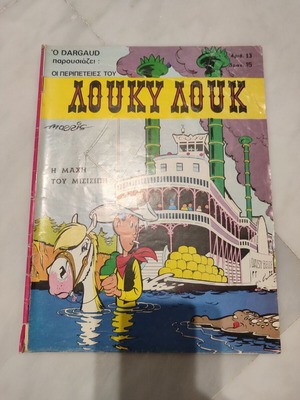 Ὁ DARGAUD
παρουσιάζει:
ΟΙ ΠΕΡΙΠΕΤΕΙΕΣ ΤΟΥ
ΛΟΥΚΥ ΛΟΥΚ
Η ΜΑΧΗ
ΤΟΥ ΜΙΣΙΣΙΠΗ